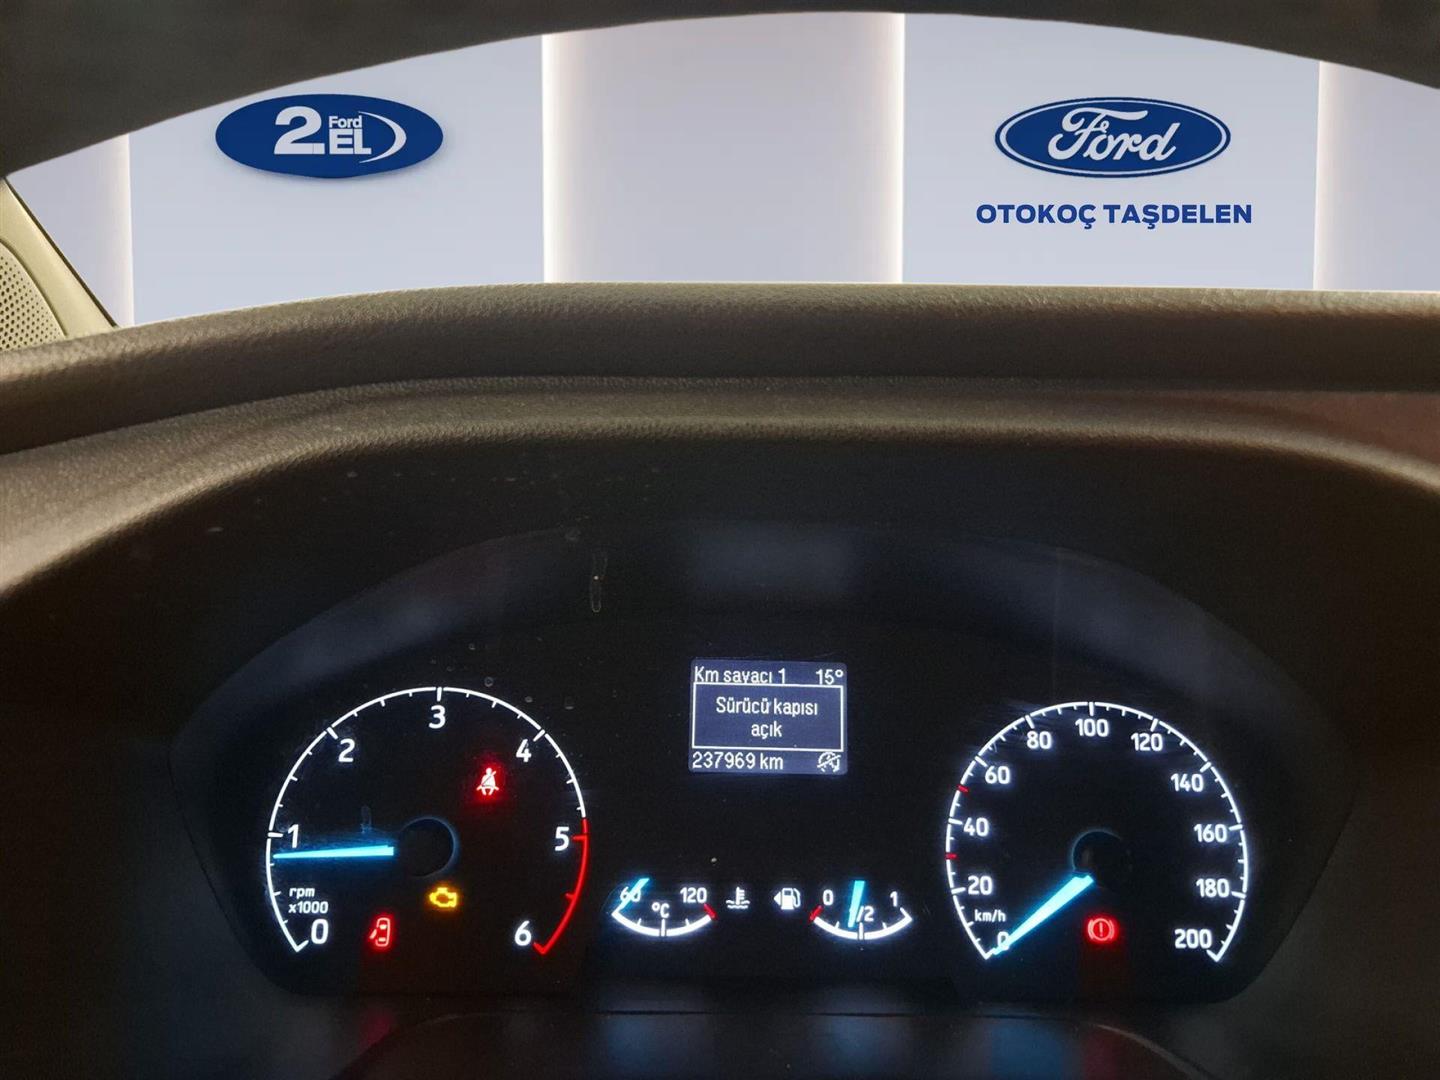 2 Ford
EL
Ford
OTOKOÇ TAŞDELEN
Km sayacı 1 15°
Sürücü kapısı
açık
237969 km
0 1 2 3 4 5 6
rpm
x1000
60 120
°C
0 1/2 1
0 20 40 60 80 100 120 140 160 180 200
km/h